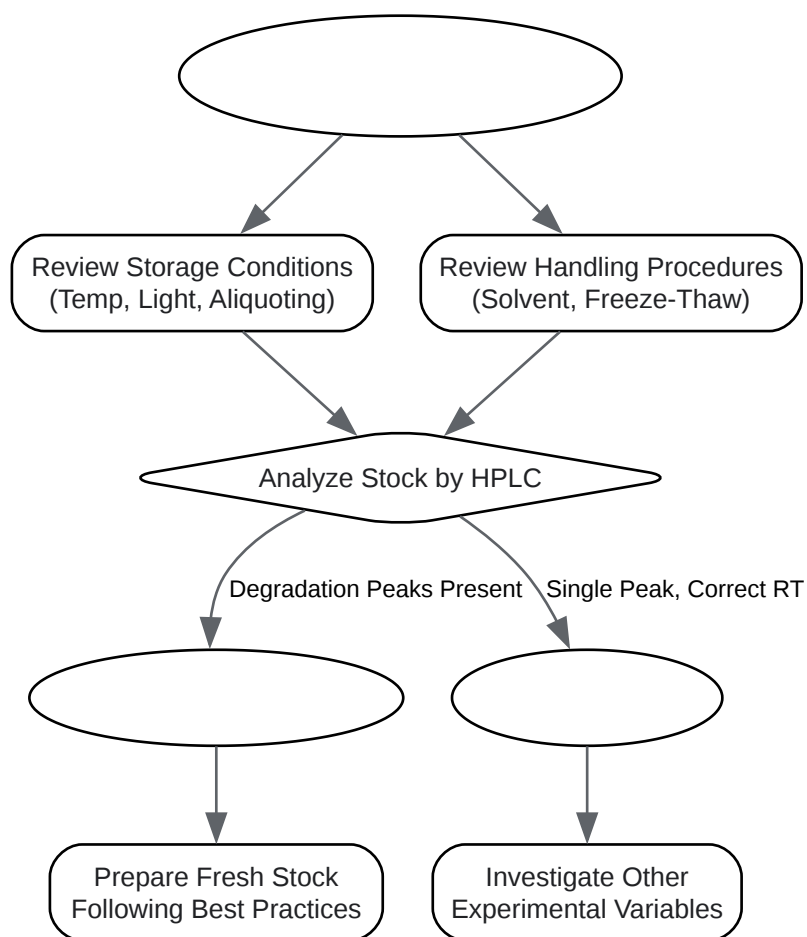 Review Storage Conditions
(Temp, Light, Aliquoting)
Review Handling Procedures
(Solvent, Freeze-Thaw)
Analyze Stock by HPLC
Degradation Peaks Present
Single Peak, Correct RT
Prepare Fresh Stock
Following Best Practices
Investigate Other
Experimental Variables